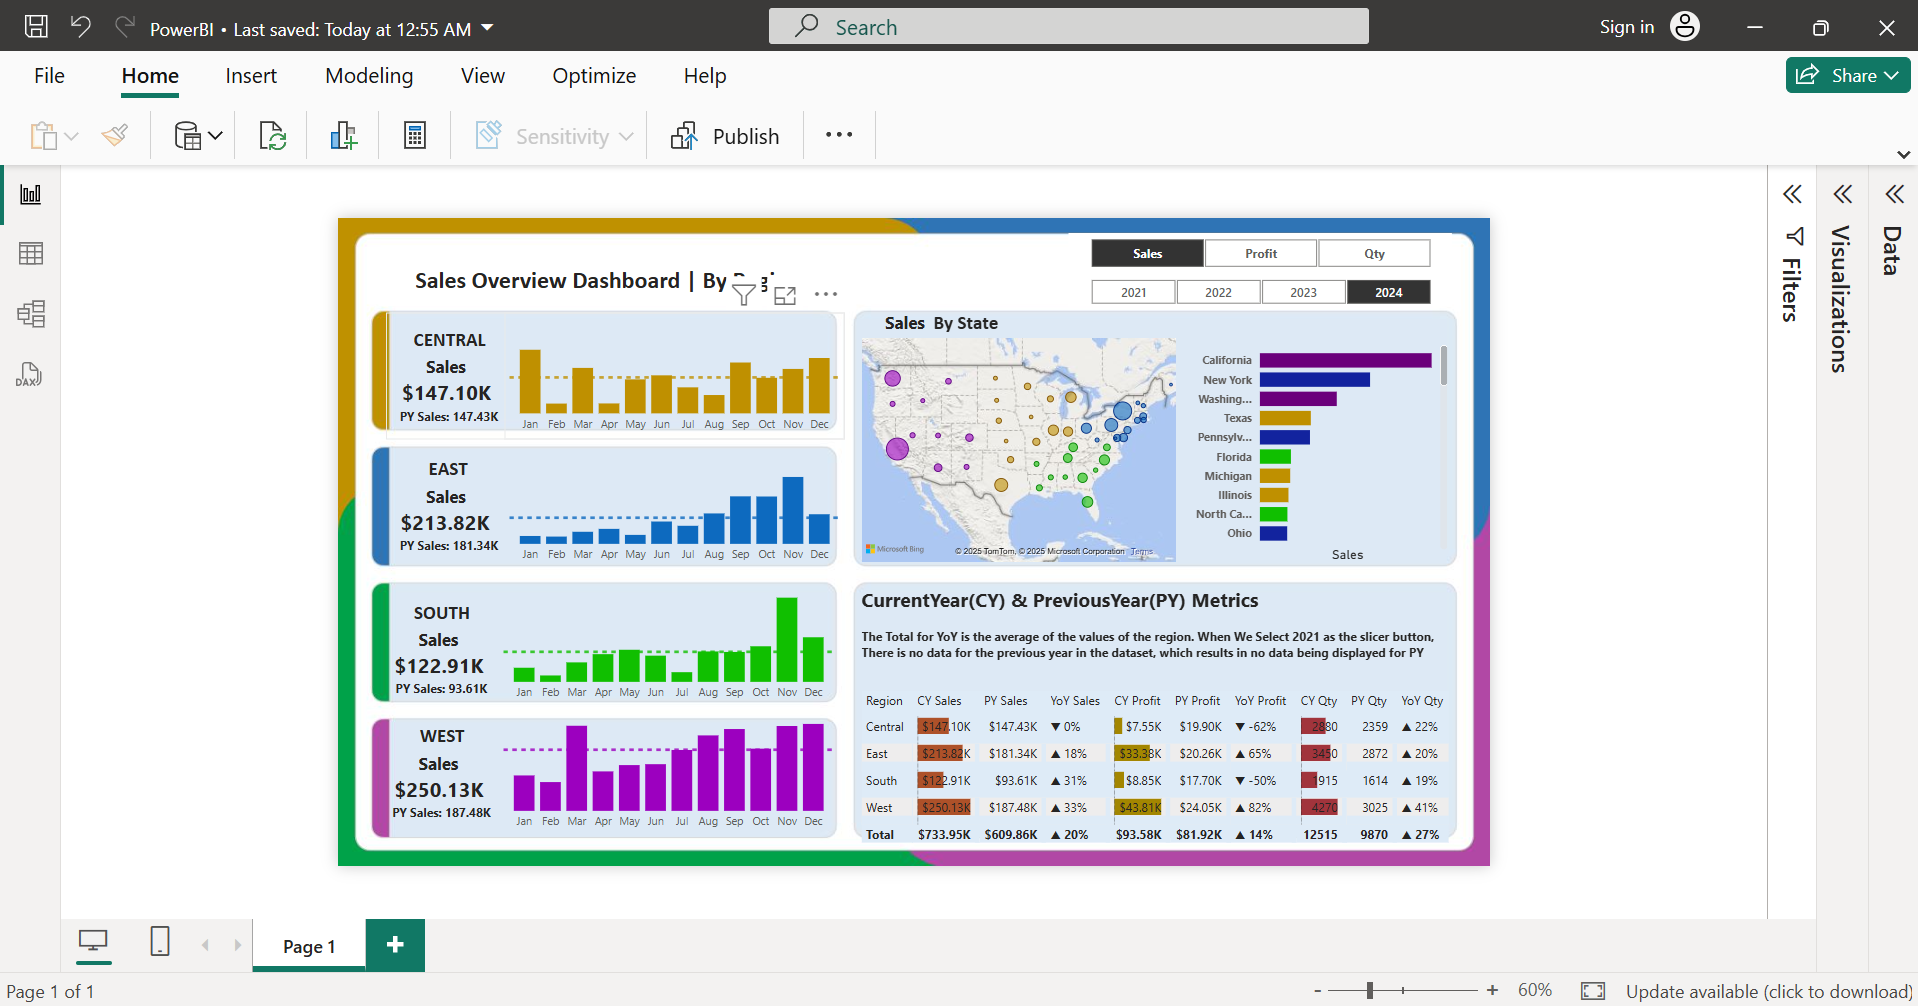 PowerBI • Last saved: Today at 12:55 AM
Search
Sign in
File Home Insert Modeling View Optimize Help
Share
Sensitivity
Publish
Sales Overview Dashboard | By
Sales Profit Qty
2021 2022 2023 2024
CENTRAL
Sales
$147.10K
PY Sales: 147.43K
Jan Feb Mar Apr May Jun Jul Aug Sep Oct Nov Dec
EAST
Sales
$213.82K
PY Sales: 181.34K
Jan Feb Mar Apr May Jun Jul Aug Sep Oct Nov Dec
SOUTH
Sales
$122.91K
PY Sales: 93.61K
Jan Feb Mar Apr May Jun Jul Aug Sep Oct Nov Dec
WEST
Sales
$250.13K
PY Sales: 187.48K
Jan Feb Mar Apr May Jun Jul Aug Sep Oct Nov Dec
Sales By State
Microsoft Bing
© 2025 TomTom, © 2025 Microsoft Corporation Terms
California
New York
Washing...
Texas
Pennsylv...
Florida
Michigan
Illinois
North Ca...
Ohio
Sales
CurrentYear(CY) & PreviousYear(PY) Metrics
The Total for YoY is the average of the values of the region. When We Select 2021 as the slicer button,
There is no data for the previous year in the dataset, which results in no data being displayed for PY
Region CY Sales PY Sales YoY Sales CY Profit PY Profit YoY Profit CY Qty PY Qty YoY Qty
Central $147.10K $147.43K ▼ 0% $7.55K $19.90K ▼ -62% 2880 2359 ▲ 22%
East $213.82K $181.34K ▲ 18% $33.38K $20.26K ▲ 65% 3450 2872 ▲ 20%
South $122.91K $93.61K ▲ 31% $8.85K $17.70K ▼ -50% 1915 1614 ▲ 19%
West $250.13K $187.48K ▲ 33% $43.81K $24.05K ▲ 82% 4270 3025 ▲ 41%
Total $733.95K $609.86K ▲ 20% $93.58K $81.92K ▲ 14% 12515 9870 ▲ 27%
Filters
Visualizations
Data
DAX
Page 1
Page 1 of 1
- + 60%
Update available (click to download)